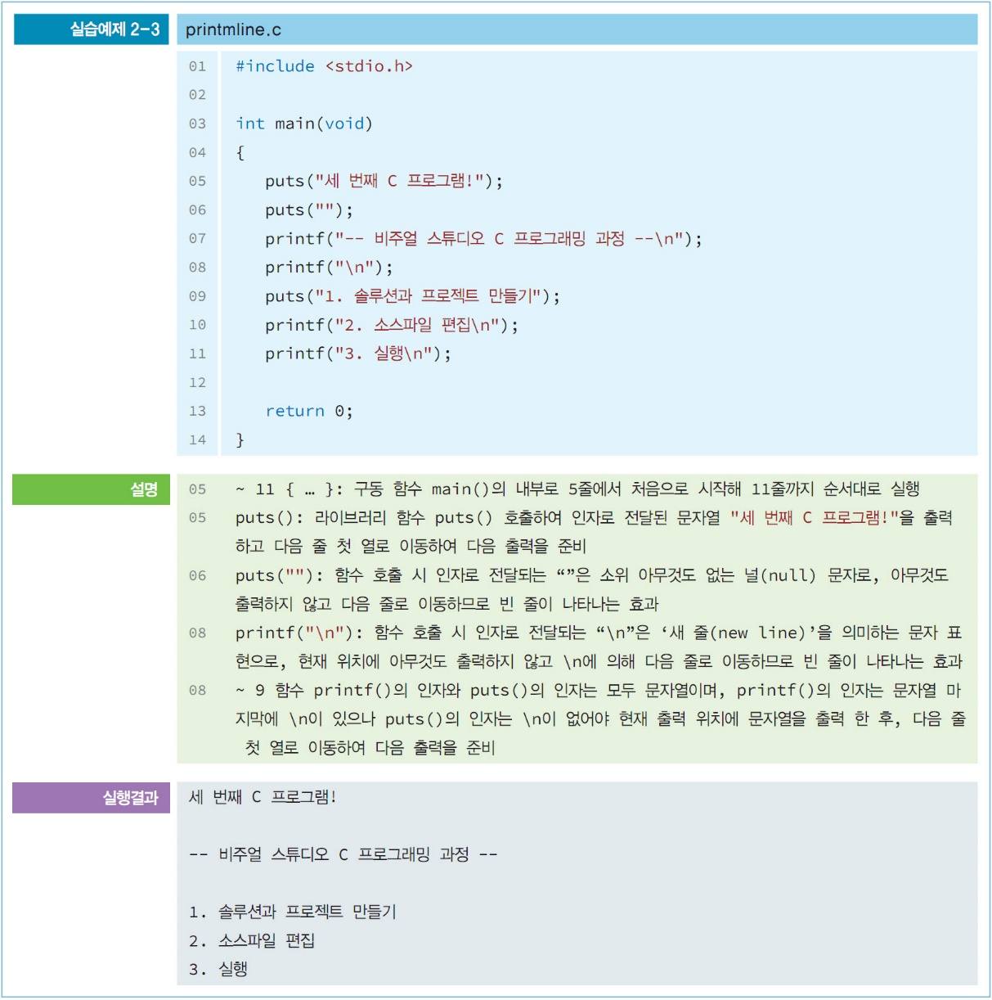 실습예제 2-3 printmline.c
01 #include <stdio.h>
02
03 int main(void)
04 {
05 puts("세 번째 C 프로그램!");
06 puts("");
07 printf("-- 비주얼 스튜디오 C 프로그래밍 과정 --\n");
08 printf("\n");
09 puts("1. 솔루션과 프로젝트 만들기");
10 printf("2. 소스파일 편집\n");
11 printf("3. 실행\n");
12
13 return 0;
14 }
설명 05 ~ 11 { … }: 구동 함수 main()의 내부로 5줄에서 처음으로 시작해 11줄까지 순서대로 실행
05 puts(): 라이브러리 함수 puts() 호출하여 인자로 전달된 문자열 "세 번째 C 프로그램!"을 출력
하고 다음 줄 첫 열로 이동하여 다음 출력을 준비
06 puts(""): 함수 호출 시 인자로 전달되는 “”은 소위 아무것도 없는 널(null) 문자로, 아무것도
출력하지 않고 다음 줄로 이동하므로 빈 줄이 나타나는 효과
08 printf("\n"): 함수 호출 시 인자로 전달되는 “\n”은 ‘새 줄(new line)’을 의미하는 문자 표
현으로, 현재 위치에 아무것도 출력하지 않고 \n에 의해 다음 줄로 이동하므로 빈 줄이 나타나는 효과
08 ~ 9 함수 printf()의 인자와 puts()의 인자는 모두 문자열이며, printf()의 인자는 문자열 마
지막에 \n이 있으나 puts()의 인자는 \n이 없어야 현재 출력 위치에 문자열을 출력 한 후, 다음 줄
첫 열로 이동하여 다음 출력을 준비
실행결과 세 번째 C 프로그램!
-- 비주얼 스튜디오 C 프로그래밍 과정 --
1. 솔루션과 프로젝트 만들기
2. 소스파일 편집
3. 실행